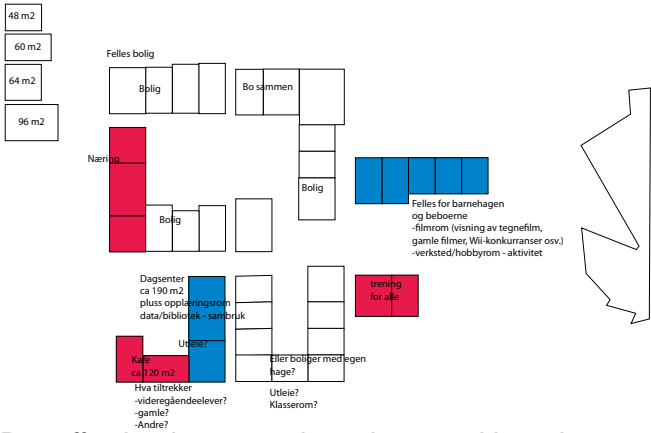 48 m2
60 m2
64 m2
96 m2
Felles bolig
Bolig
Bo sammen
Næring
Bolig
Bolig
Felles for barnehagen
og beboerne
-filmrom (visning av tegnefilm,
gamle filmer, Wii-konkurranser osv.)
-verksted/hobbyrom - aktivitet
Dagsenter
ca 190 m2
pluss opplæringsrom
data/bibliotek - sambruk
Utleie?
trening
for alle
Kafe
ca 120 m2
Eller boliger med egen
hage?
Hva tiltrekker
-videregåendeelever?
-gamle?
-Andre?
Utleie?
Klasserom?